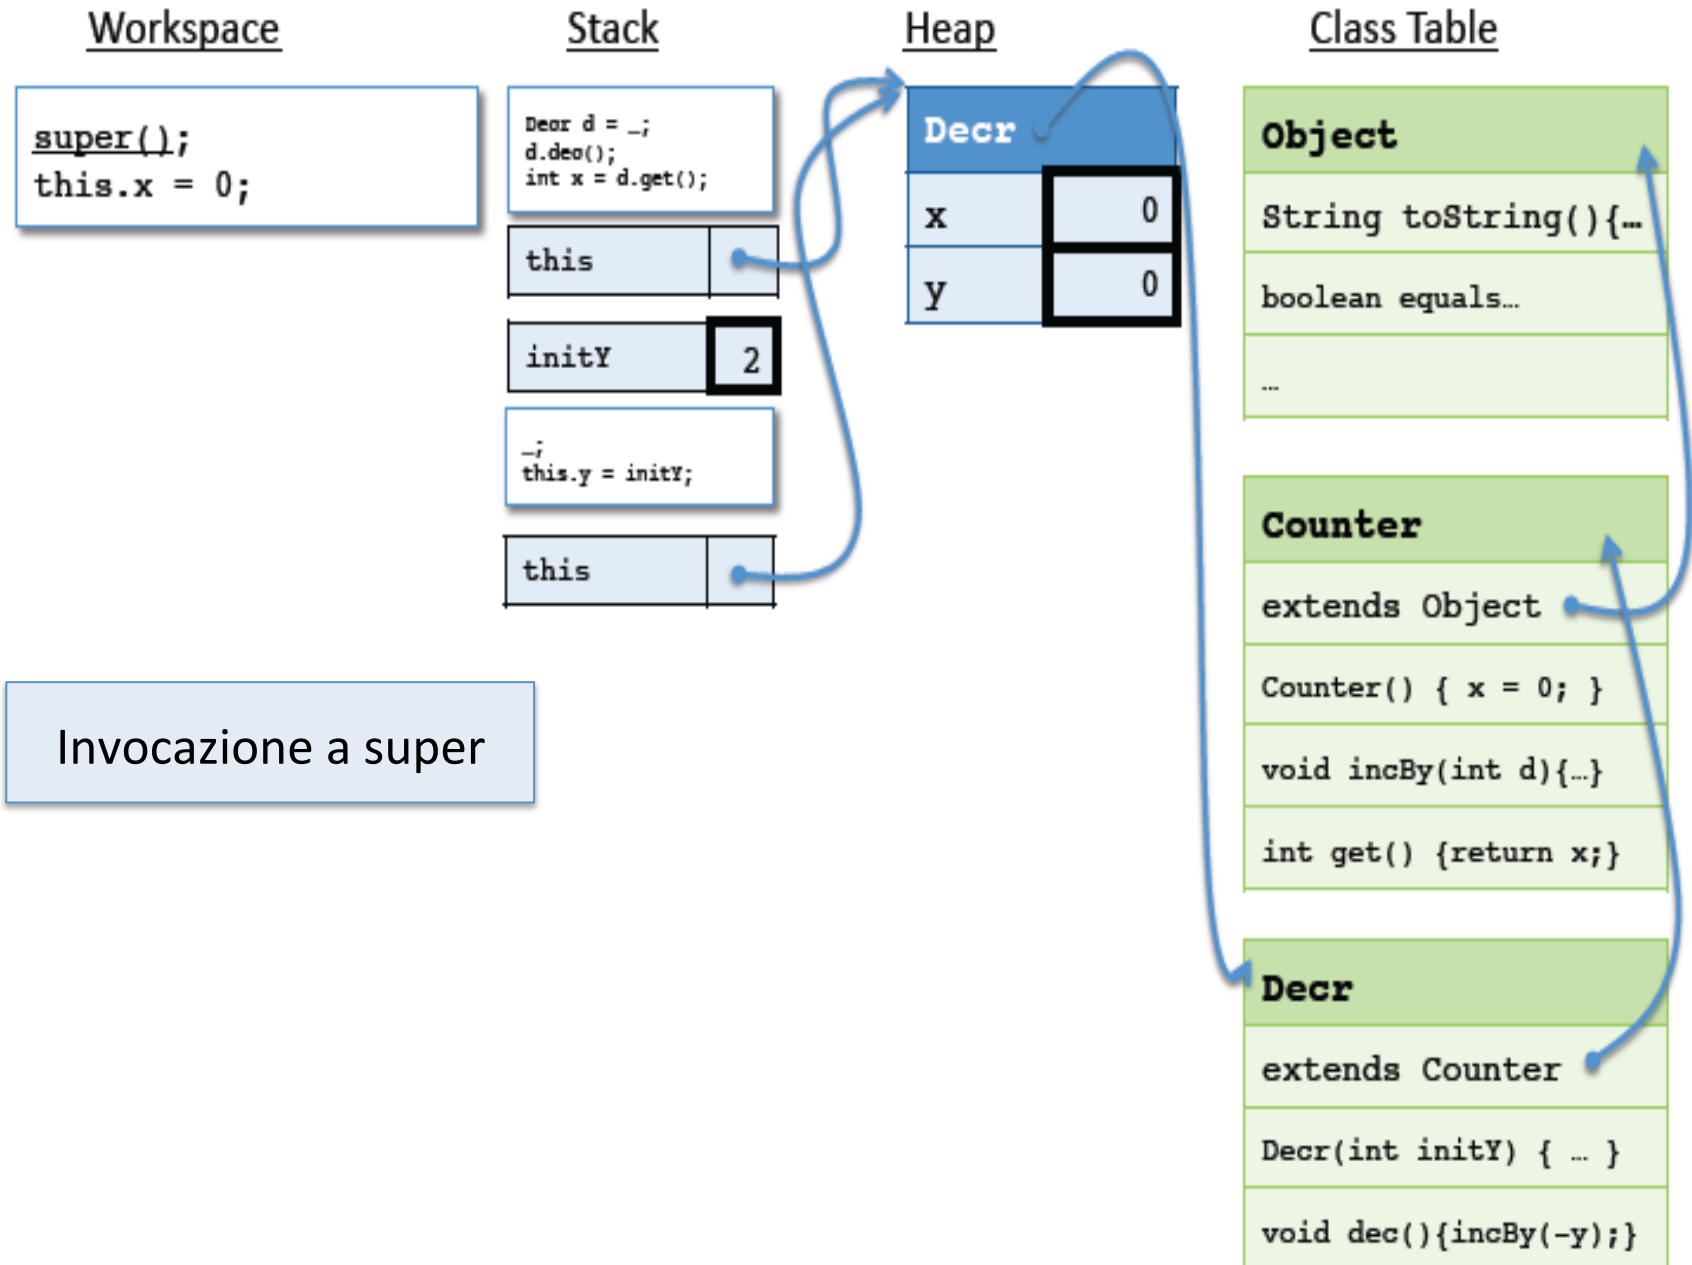 Workspace
super();
this.x = 0;
Stack
Decr d = _;
d.dec();
int x = d.get();
this
initY 2
_;
this.y = initY;
this
Heap
Decr
x 0
y 0
Class Table
Object
String toString(){…
boolean equals…
…
Counter
extends Object
Counter() { x = 0; }
void incBy(int d){…}
int get() {return x;}
Decr
extends Counter
Decr(int initY) { … }
void dec(){incBy(-y);}
Invocazione a super